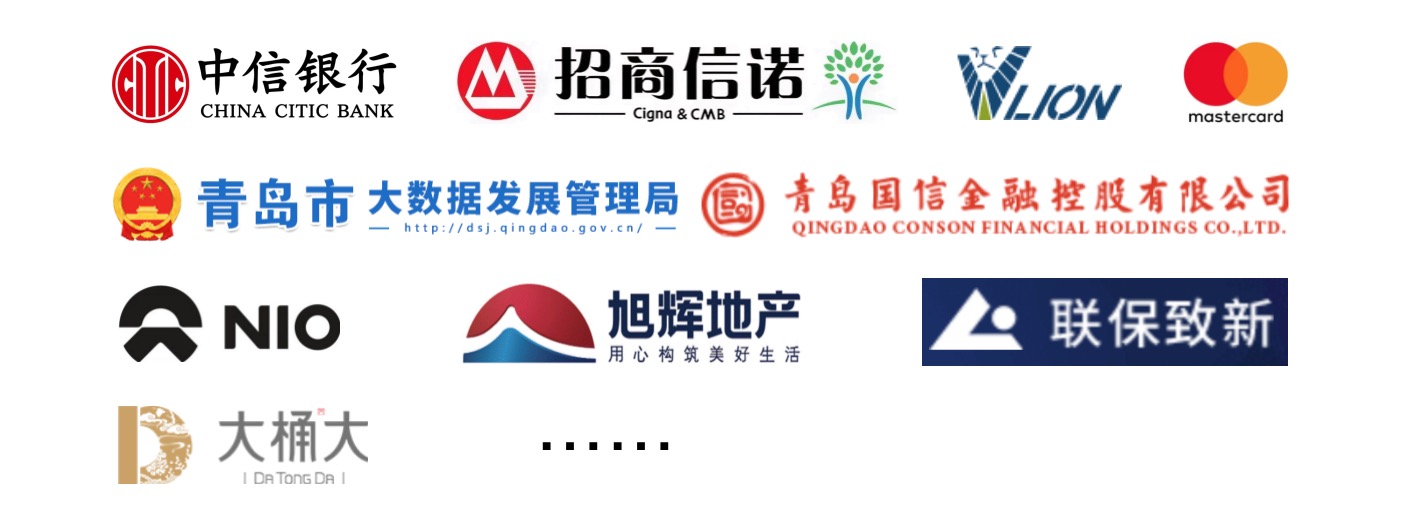 CITIC 中信银行
CHINA CITIC BANK
招商信诺
Cigna & CMB
LION
mastercard
青岛市 大数据发展管理局
http://dsj.qingdao.gov.cn/
青岛国信金融控股有限公司
QINGDAO CONSON FINANCIAL HOLDINGS CO.,LTD.
NIO
旭辉地产
用心构筑美好生活
联保致新
大桶大
DA TONG DA
......